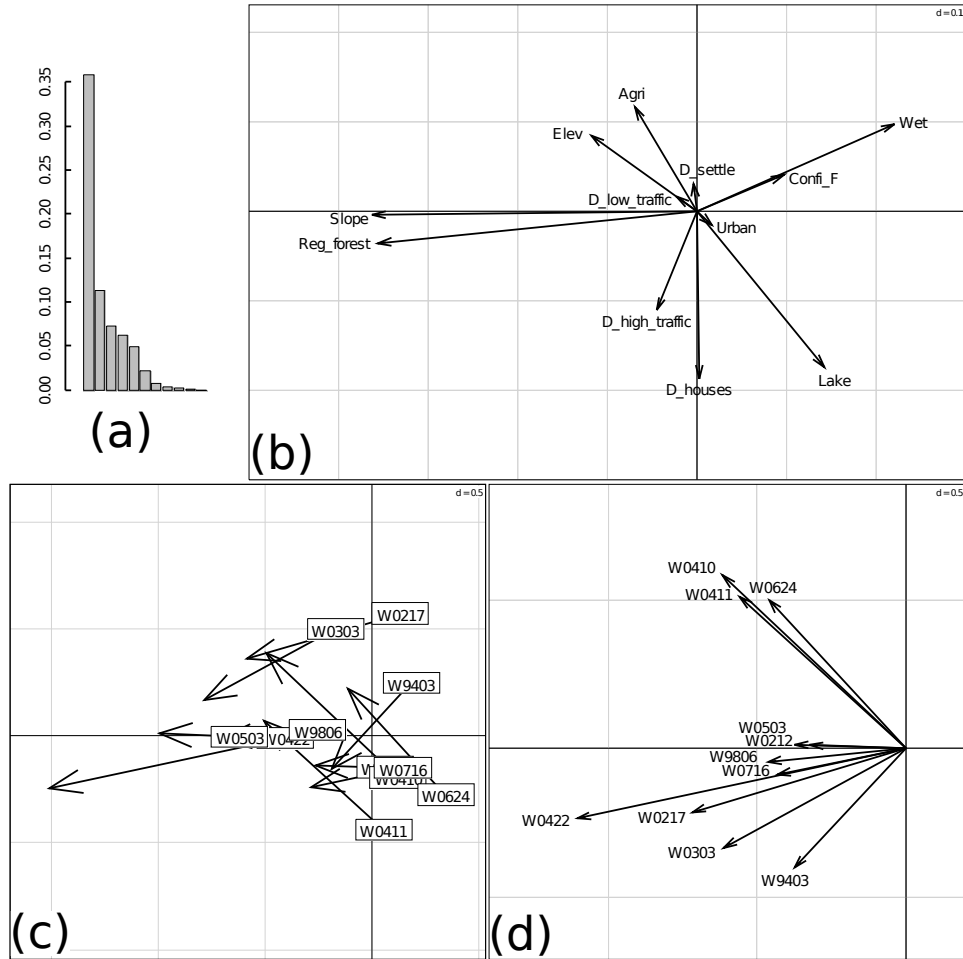 0.35
0.30
0.25
0.20
0.15
0.10
0.05
0.00
(a)
d = 0.1
Agri
Elev
Wet
D_settle
Confi_F
D_low_traffic
Slope
Urban
Reg_forest
D_high_traffic
Lake
D_houses
(b)
d = 0.5
W0217
W0303
W9403
W9806
W0503
W0422
W
W0716
W0410
W0624
W0411
(c)
d = 0.5
W0410
W0624
W0411
W0503
W0212
W9806
W0716
W0422
W0217
W0303
W9403
(d)